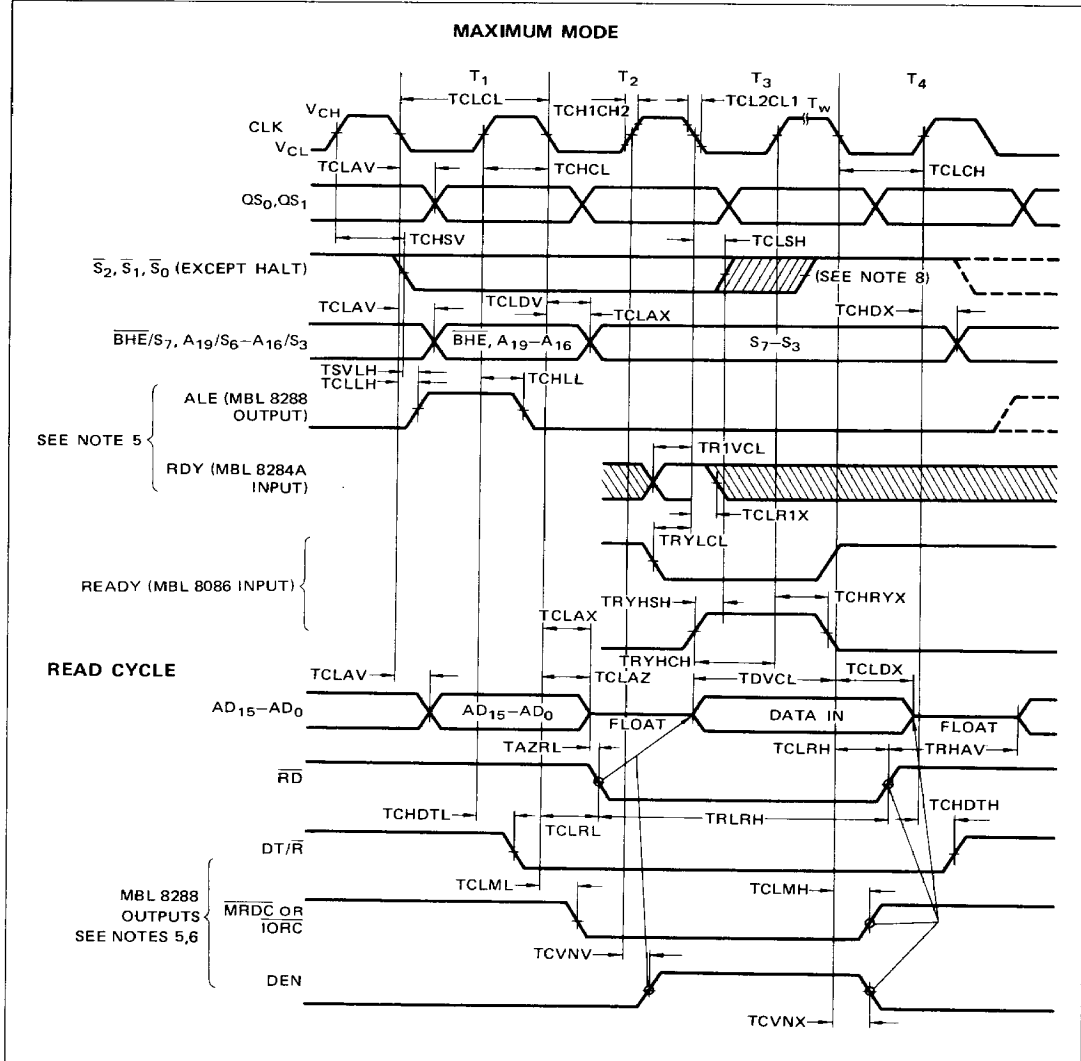 MAXIMUM MODE
T1 T2 T3 T4
TCLCL TCH1CH2 TCL2CL1 TW
VCH
CLK
VCL
TCLAV TCHCL TCLCH
QS0, QS1
TCHSV TCLSH
S̅2, S̅1, S̅0 (EXCEPT HALT) (SEE NOTE 8)
TCLAV TCLDV TCLAX TCHDX
B̅H̅E̅/S7, A19/S6–A16/S3 B̅H̅E̅, A19–A16 S7–S3
TSVLH
TCLLH TCHLL
ALE (MBL 8288
OUTPUT)
SEE NOTE 5
TR1VCL
RDY (MBL 8284A
INPUT)
TCLR1X
TRYLCL
READY (MBL 8086 INPUT)
TCHRYX
TRYHSH
TCLAX
TRYHCH
READ CYCLE
TCLAV TCLAZ TDVCL TCLDX
AD15–AD0 AD15–AD0 FLOAT DATA IN FLOAT
TAZRL TCLRH TRHAV
R̅D̅
TCHDTL TCLRL TRLRH TCHDTH
DT/R̅
TCLML TCLMH
MBL 8288
OUTPUTS
SEE NOTES 5,6
M̅R̅D̅C̅ OR
I̅O̅R̅C̅
TCVNV
DEN
TCVNX